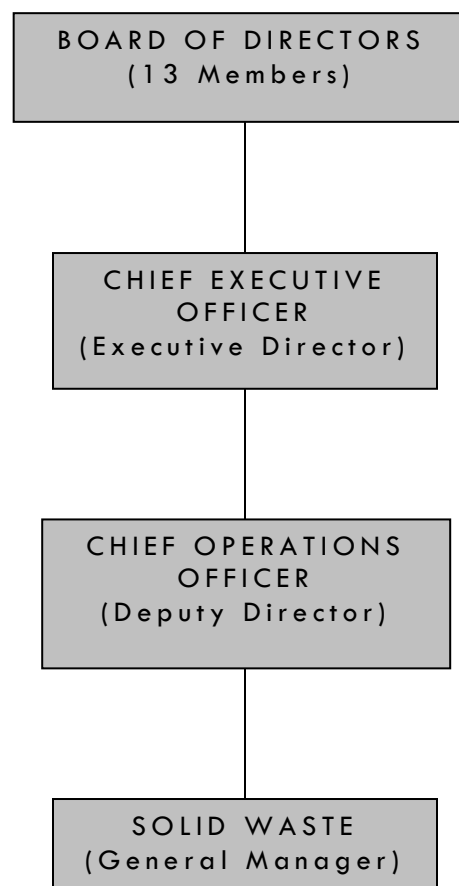 BOARD OF DIRECTORS
(13 Members)
CHIEF EXECUTIVE
OFFICER
(Executive Director)
CHIEF OPERATIONS
OFFICER
(Deputy Director)
SOLID WASTE
(General Manager)